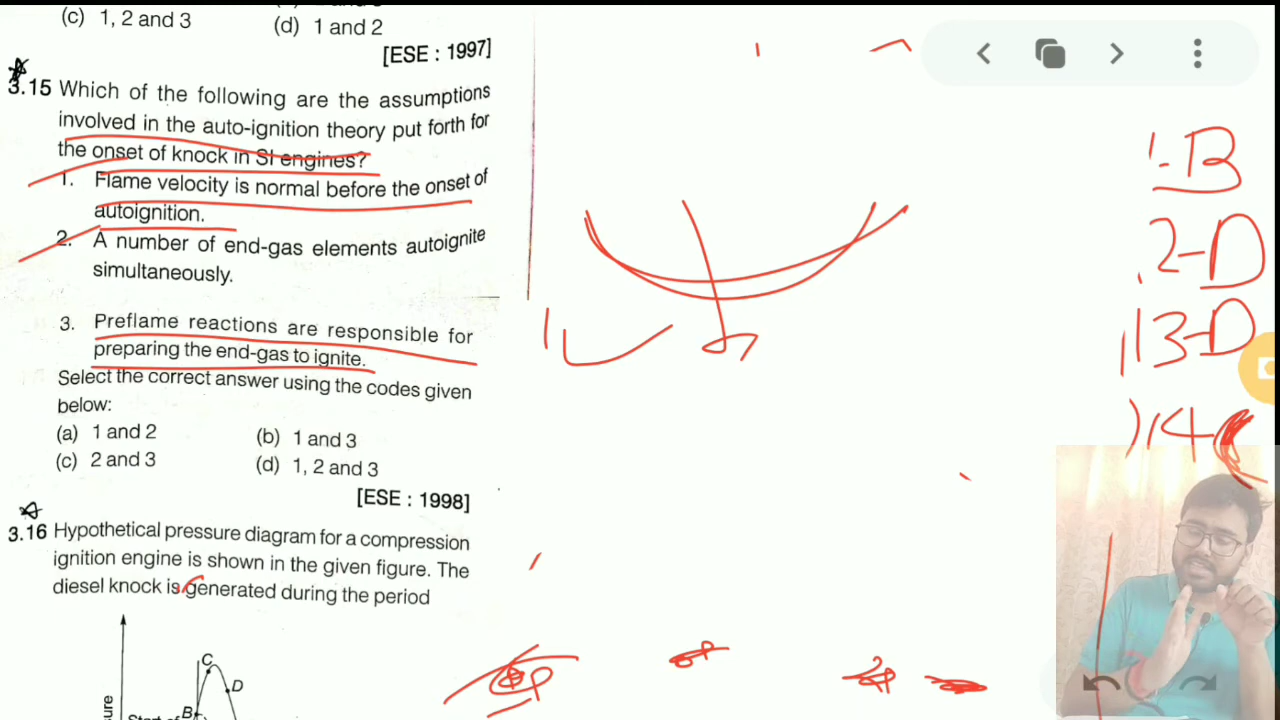 (c) 1, 2 and 3
(d) 1 and 2
[ESE : 1997]
3.15 Which of the following are the assumptions
involved in the auto-ignition theory put forth for
the onset of knock in SI engines?
1. Flame velocity is normal before the onset of
autoignition.
2. A number of end-gas elements autoignite
simultaneously.
3. Preflame reactions are responsible for
preparing the end-gas to ignite.
Select the correct answer using the codes given
below:
(a) 1 and 2
(b) 1 and 3
(c) 2 and 3
(d) 1, 2 and 3
[ESE : 1998]
3.16 Hypothetical pressure diagram for a compression
ignition engine is shown in the given figure. The
diesel knock is generated during the period
C
D
B
Start of
1-B
2-D
13-D
14-